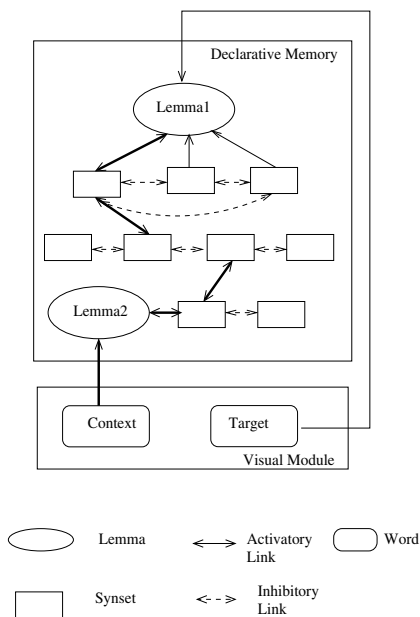 Declarative Memory
Lemma1
Lemma2
Context
Target
Visual Module
Lemma
Activatory
Link
Word
Synset
Inhibitory
Link